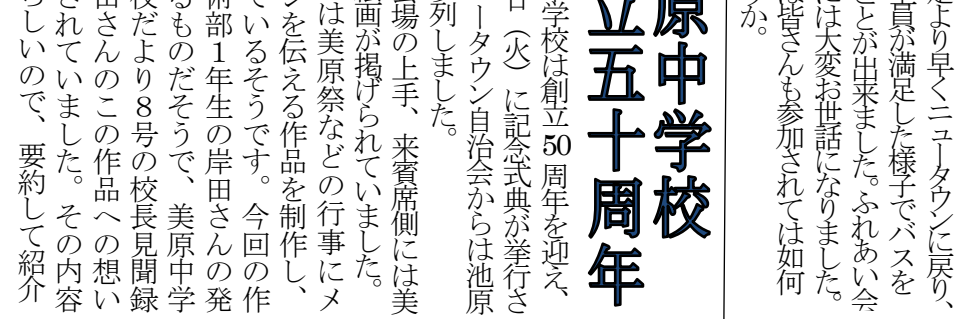 定より早くニュータウンに戻り、
員が満足した様子でバスを
ことが出来ました。ふれあい会
には大変お世話になりました。
は皆さんも参加されては如何
か。
原中学校
立五十周年
学校は創立50周年を迎え、
日（火）に記念式典が挙行さ
ータウン自治会からは池原
列しました。
場の上手、来賓席側には美
絵画が掲げられていました。
は美原祭などの行事にメ
ンを伝える作品を制作し、
ているそうです。今回の作
術部１年生の岸田さんの発
るものだそうで、美原中学
校だより８号の校長見聞録
田さんのこの作品への想い
されていました。その内容
らしいので、要約して紹介